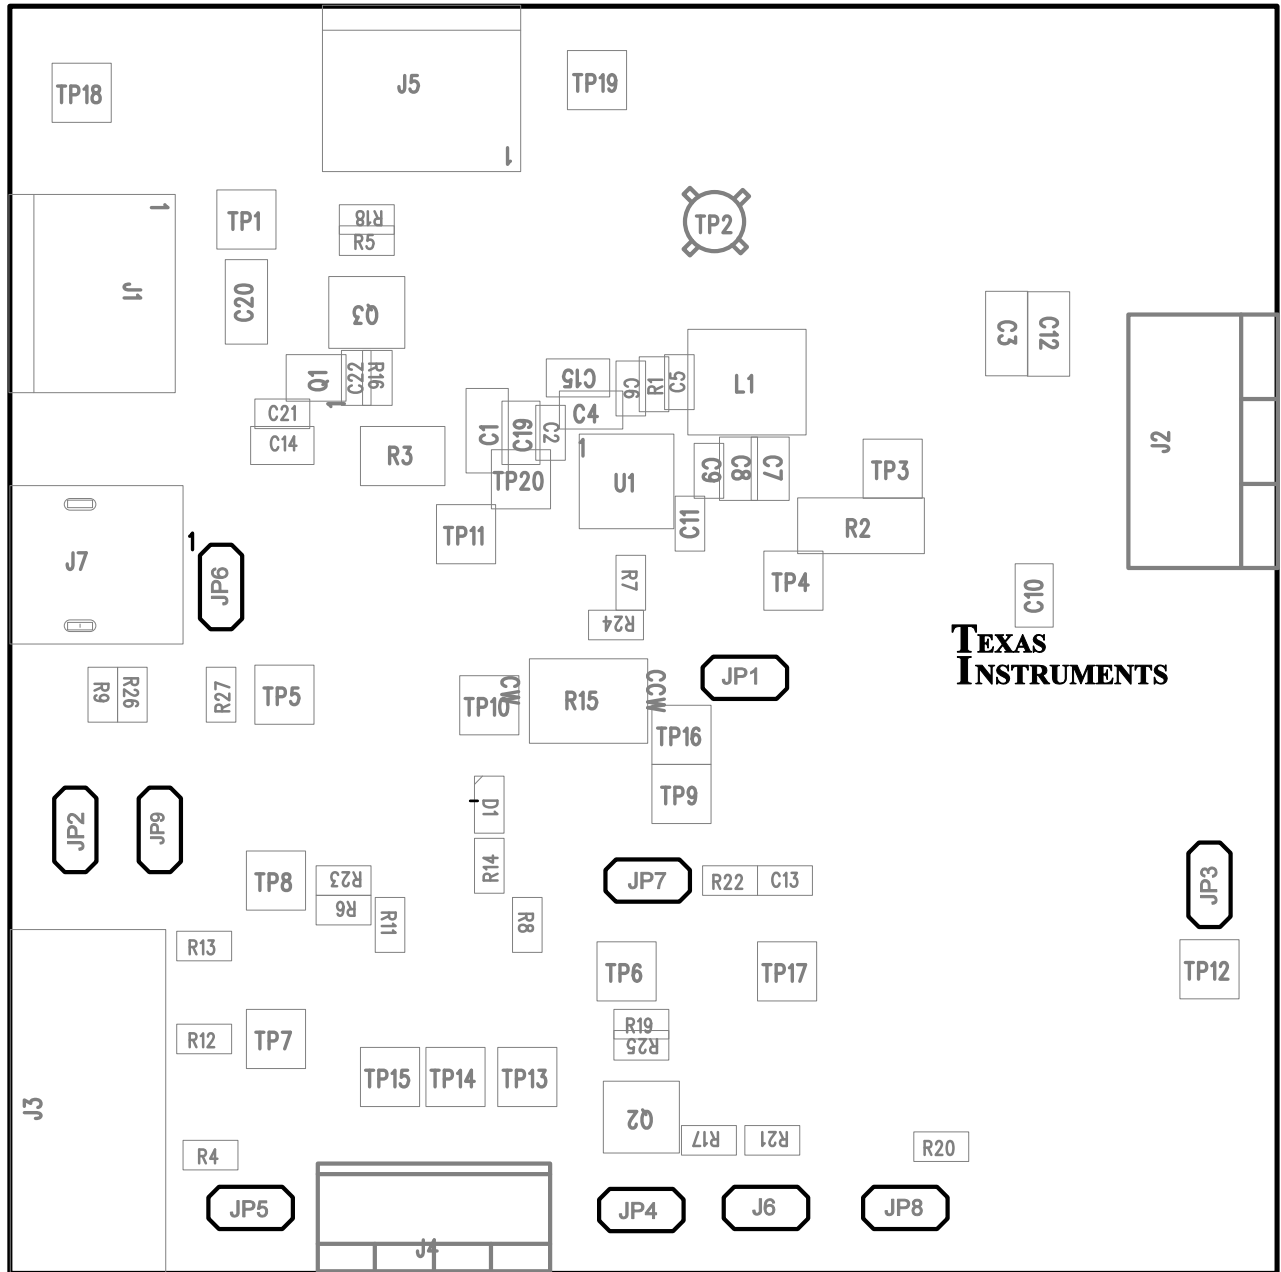 TP18
J5
TP19
1
TP1
1
R18
R5
TP2
J1
C20
Q3
C3
C12
Q1
C22
R16
1
C15
C6
R1
C5
L1
C21
C14
C1
C19
C2
C4
1
J2
R3
TP20
U1
C9
C8
C7
TP3
TP11
C11
R2
J7
1
JP6
R7
TP4
C10
R24
TEXAS
INSTRUMENTS
R9
R26
R27
TP5
TP10
CW
R15
CCW
JP1
TP16
TP9
JP2
JP9
D1
TP8
R23
R6
R14
JP7
R22
C13
JP3
R11
R8
R13
TP6
TP17
TP12
R12
TP7
R19
R25
TP15
TP14
TP13
J3
Q2
R17
R21
R20
R4
JP5
J4
JP4
J6
JP8